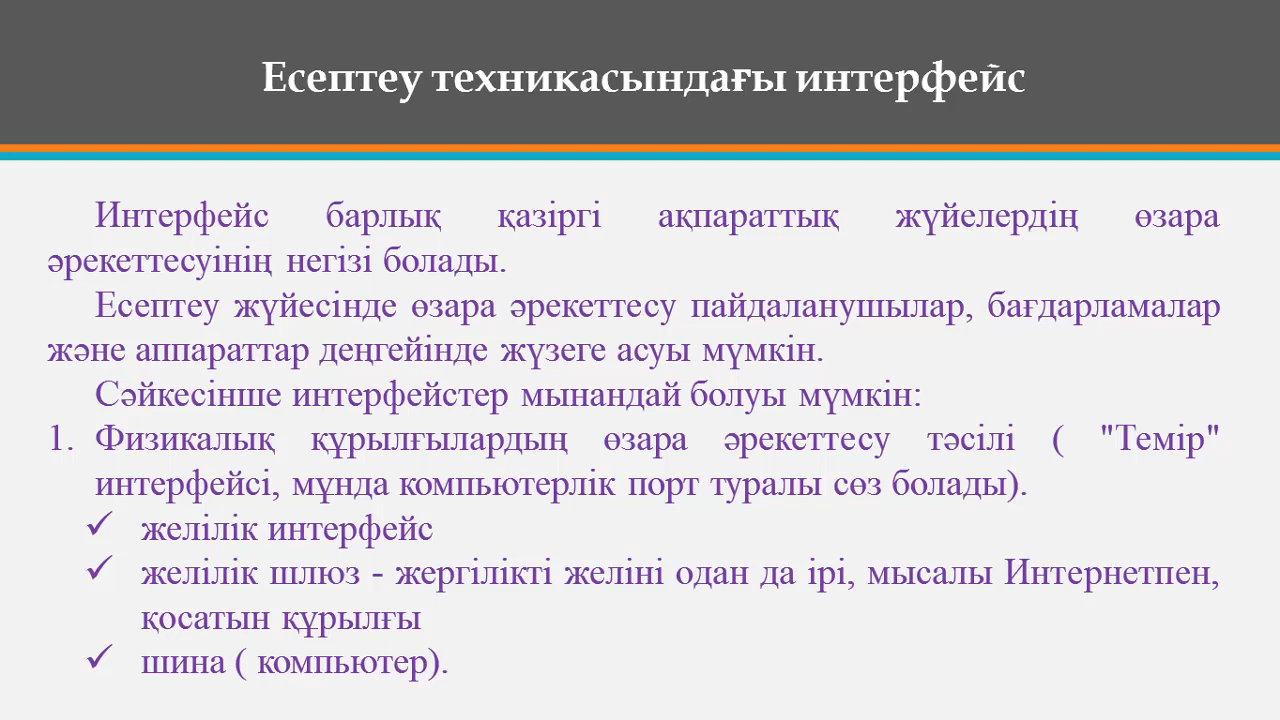 Есептеу техникасындағы интерфейс
Интерфейс барлық қазіргі ақпараттық жүйелердің өзара
әрекеттесуінің негізі болады.
Есептеу жүйесінде өзара әрекеттесу пайдаланушылар, бағдарламалар
және аппараттар деңгейінде жүзеге асуы мүмкін.
Сәйкесінше интерфейстер мынандай болуы мүмкін:
1. Физикалық құрылғылардың өзара әрекеттесу тәсілі ( "Темір"
интерфейсі, мұнда компьютерлік порт туралы сөз болады).
✓ желілік интерфейс
✓ желілік шлюз - жергілікті желіні одан да ірі, мысалы Интернетпен,
қосатын құрылғы
✓ шина ( компьютер).